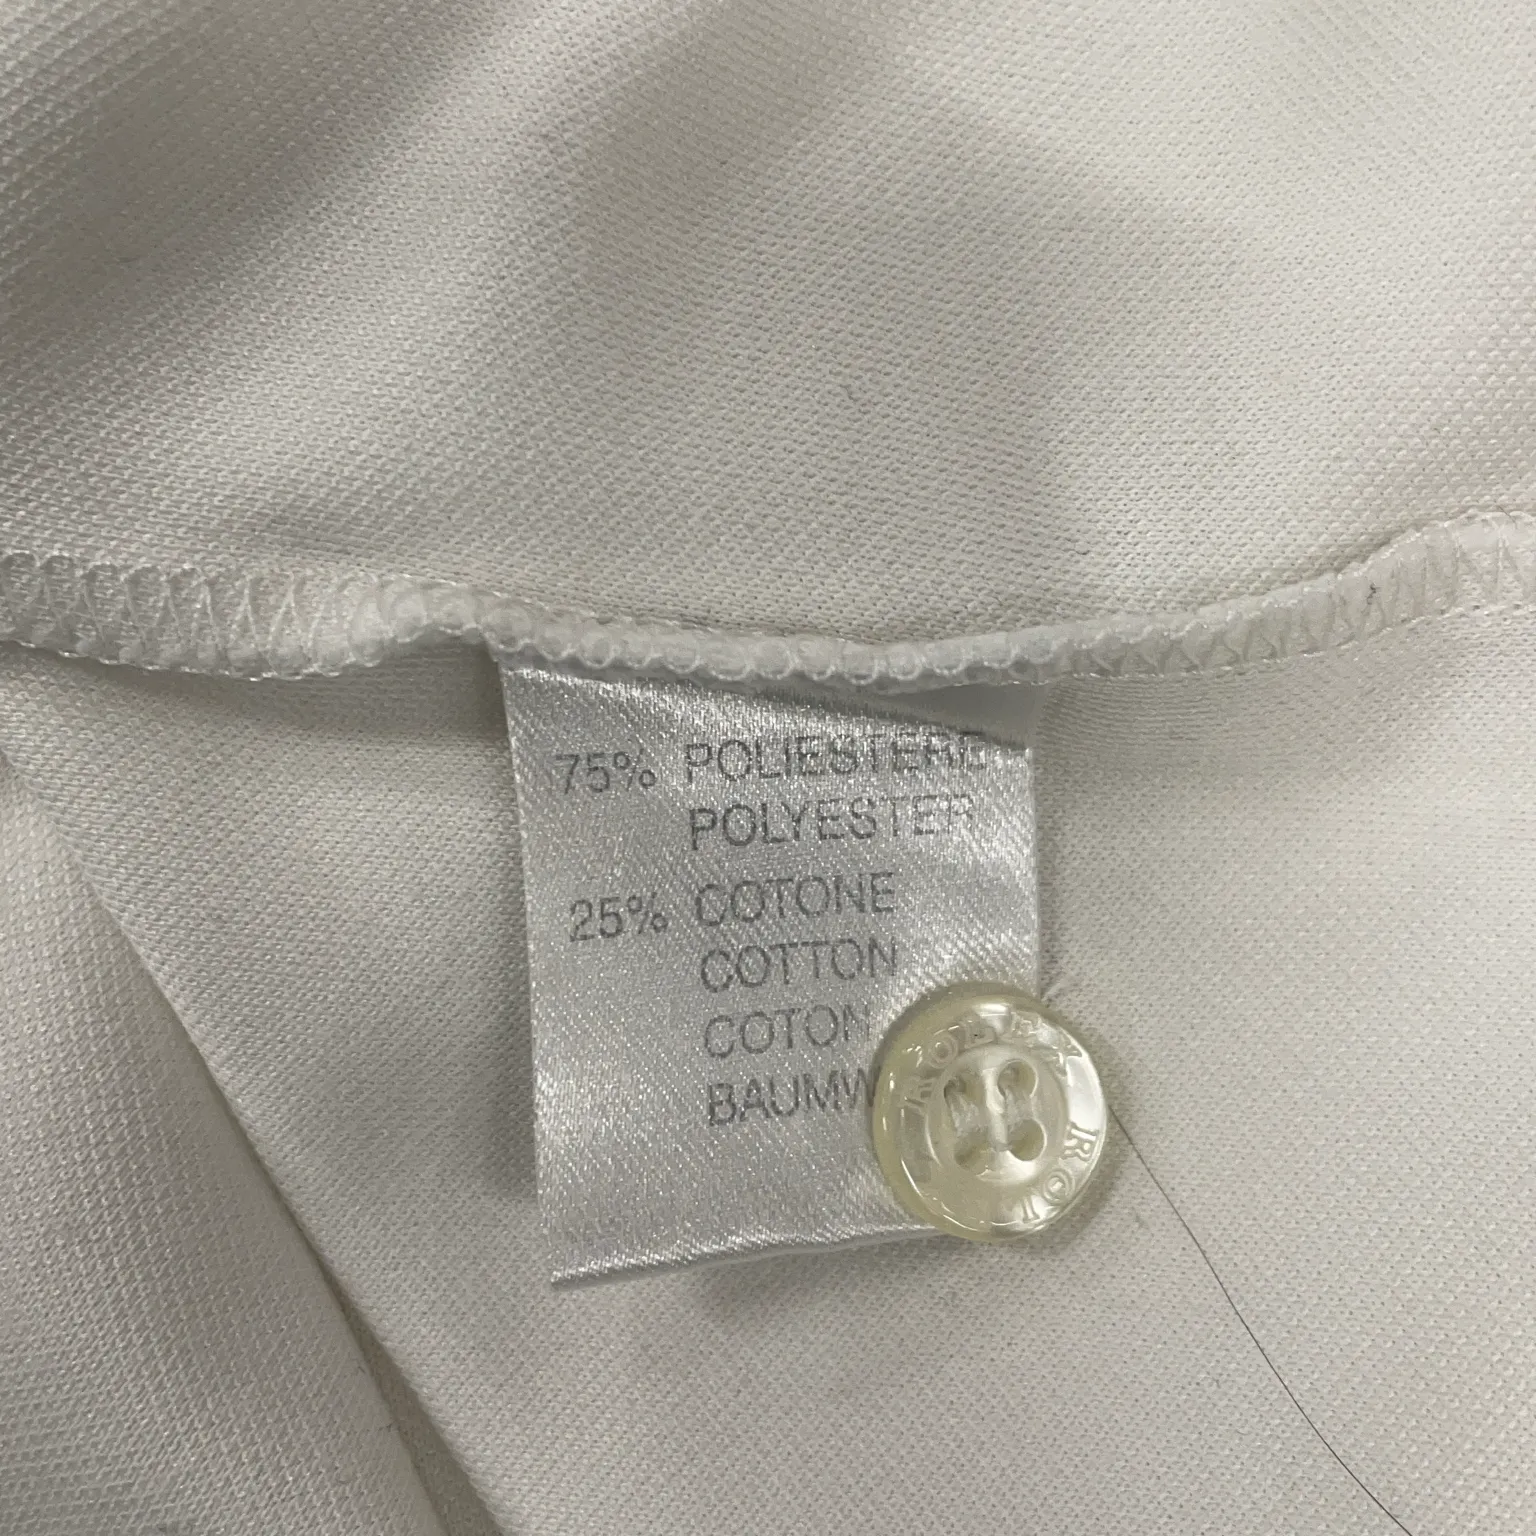 75% POLIESTERE
POLYESTER
25% COTONE
COTTON
COTON
BAUMW